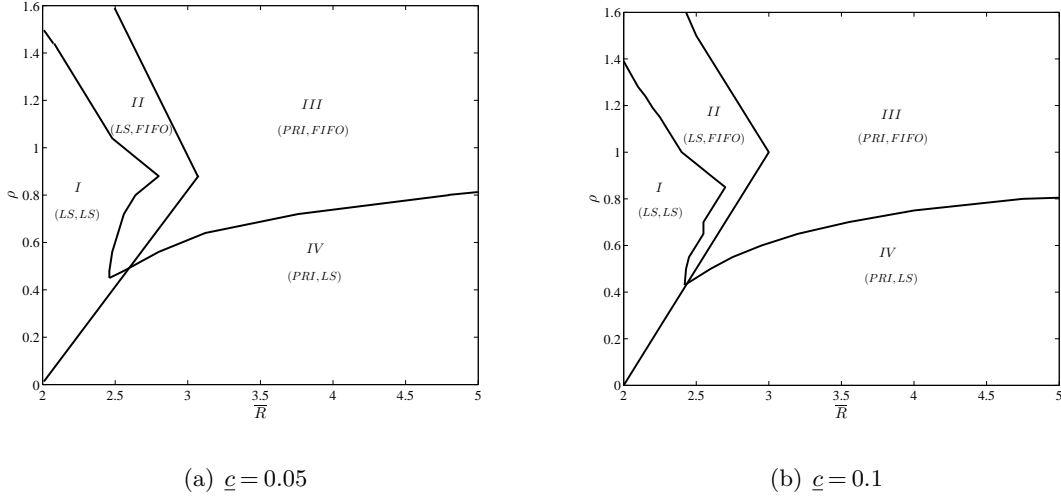 1.6
1.4
1.2
1
0.8
0.6
0.4
0.2
0
ρ
2
2.5
3
3.5
4
4.5
5
R̅
I
(LS,LS)
II
(LS,FIFO)
III
(PRI,FIFO)
IV
(PRI,LS)
(a) c̲ = 0.05
1.6
1.4
1.2
1
0.8
0.6
0.4
0.2
0
ρ
2
2.5
3
3.5
4
4.5
5
R̅
I
(LS,LS)
II
(LS,FIFO)
III
(PRI,FIFO)
IV
(PRI,LS)
(b) c̲ = 0.1